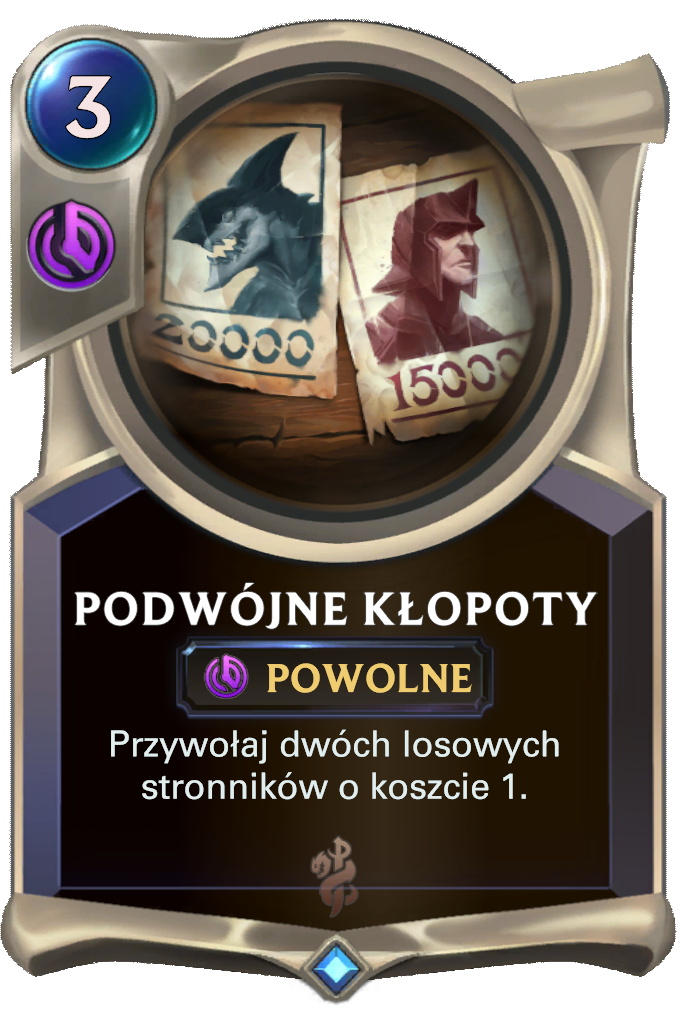 3
20000
15000
PODWÓJNE KŁOPOTY
POWOLNE
Przywołaj dwóch losowych
stronników o koszcie 1.